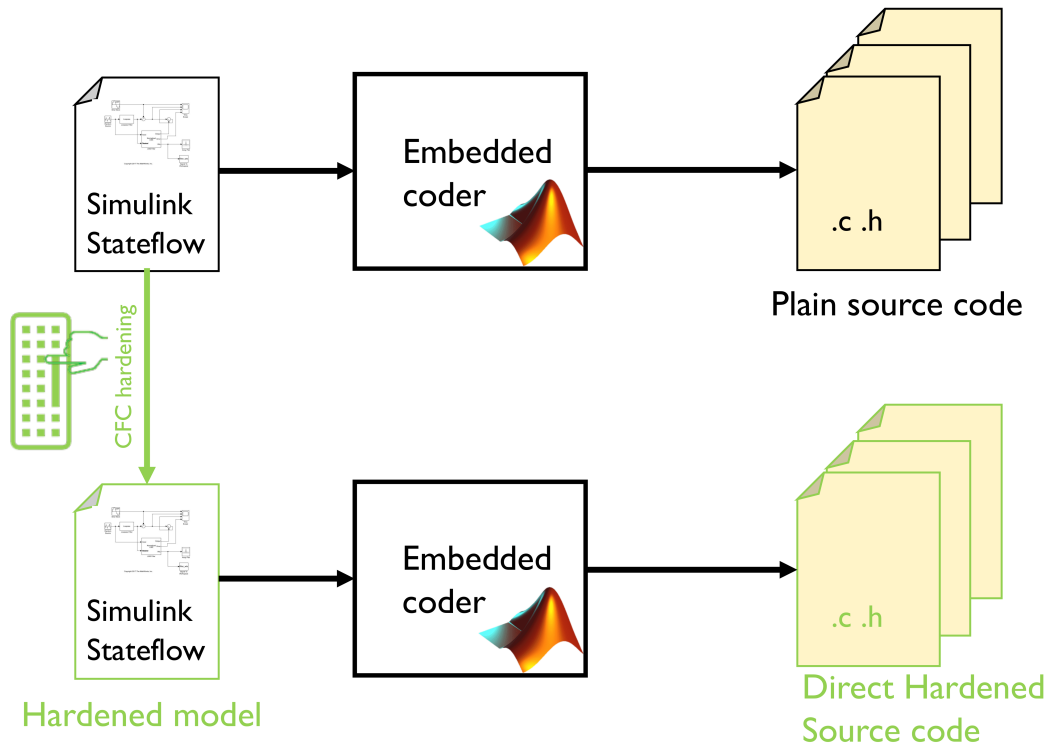 Simulink
Stateflow
Embedded
coder
.c .h
Plain source code
CFC hardening
Simulink
Stateflow
Hardened model
Embedded
coder
.c .h
Direct Hardened
Source code